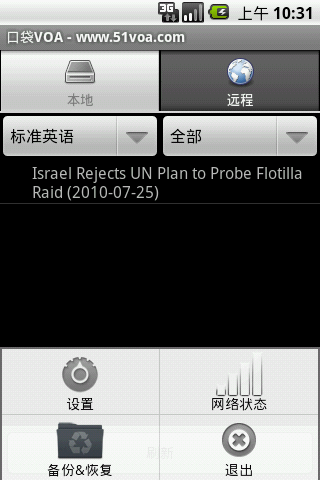 3G
上午 10:31
口袋VOA - www.51voa.com
本地
远程
标准英语
全部
Israel Rejects UN Plan to Probe Flotilla
Raid (2010-07-25)
设置
网络状态
刷新
备份&恢复
退出